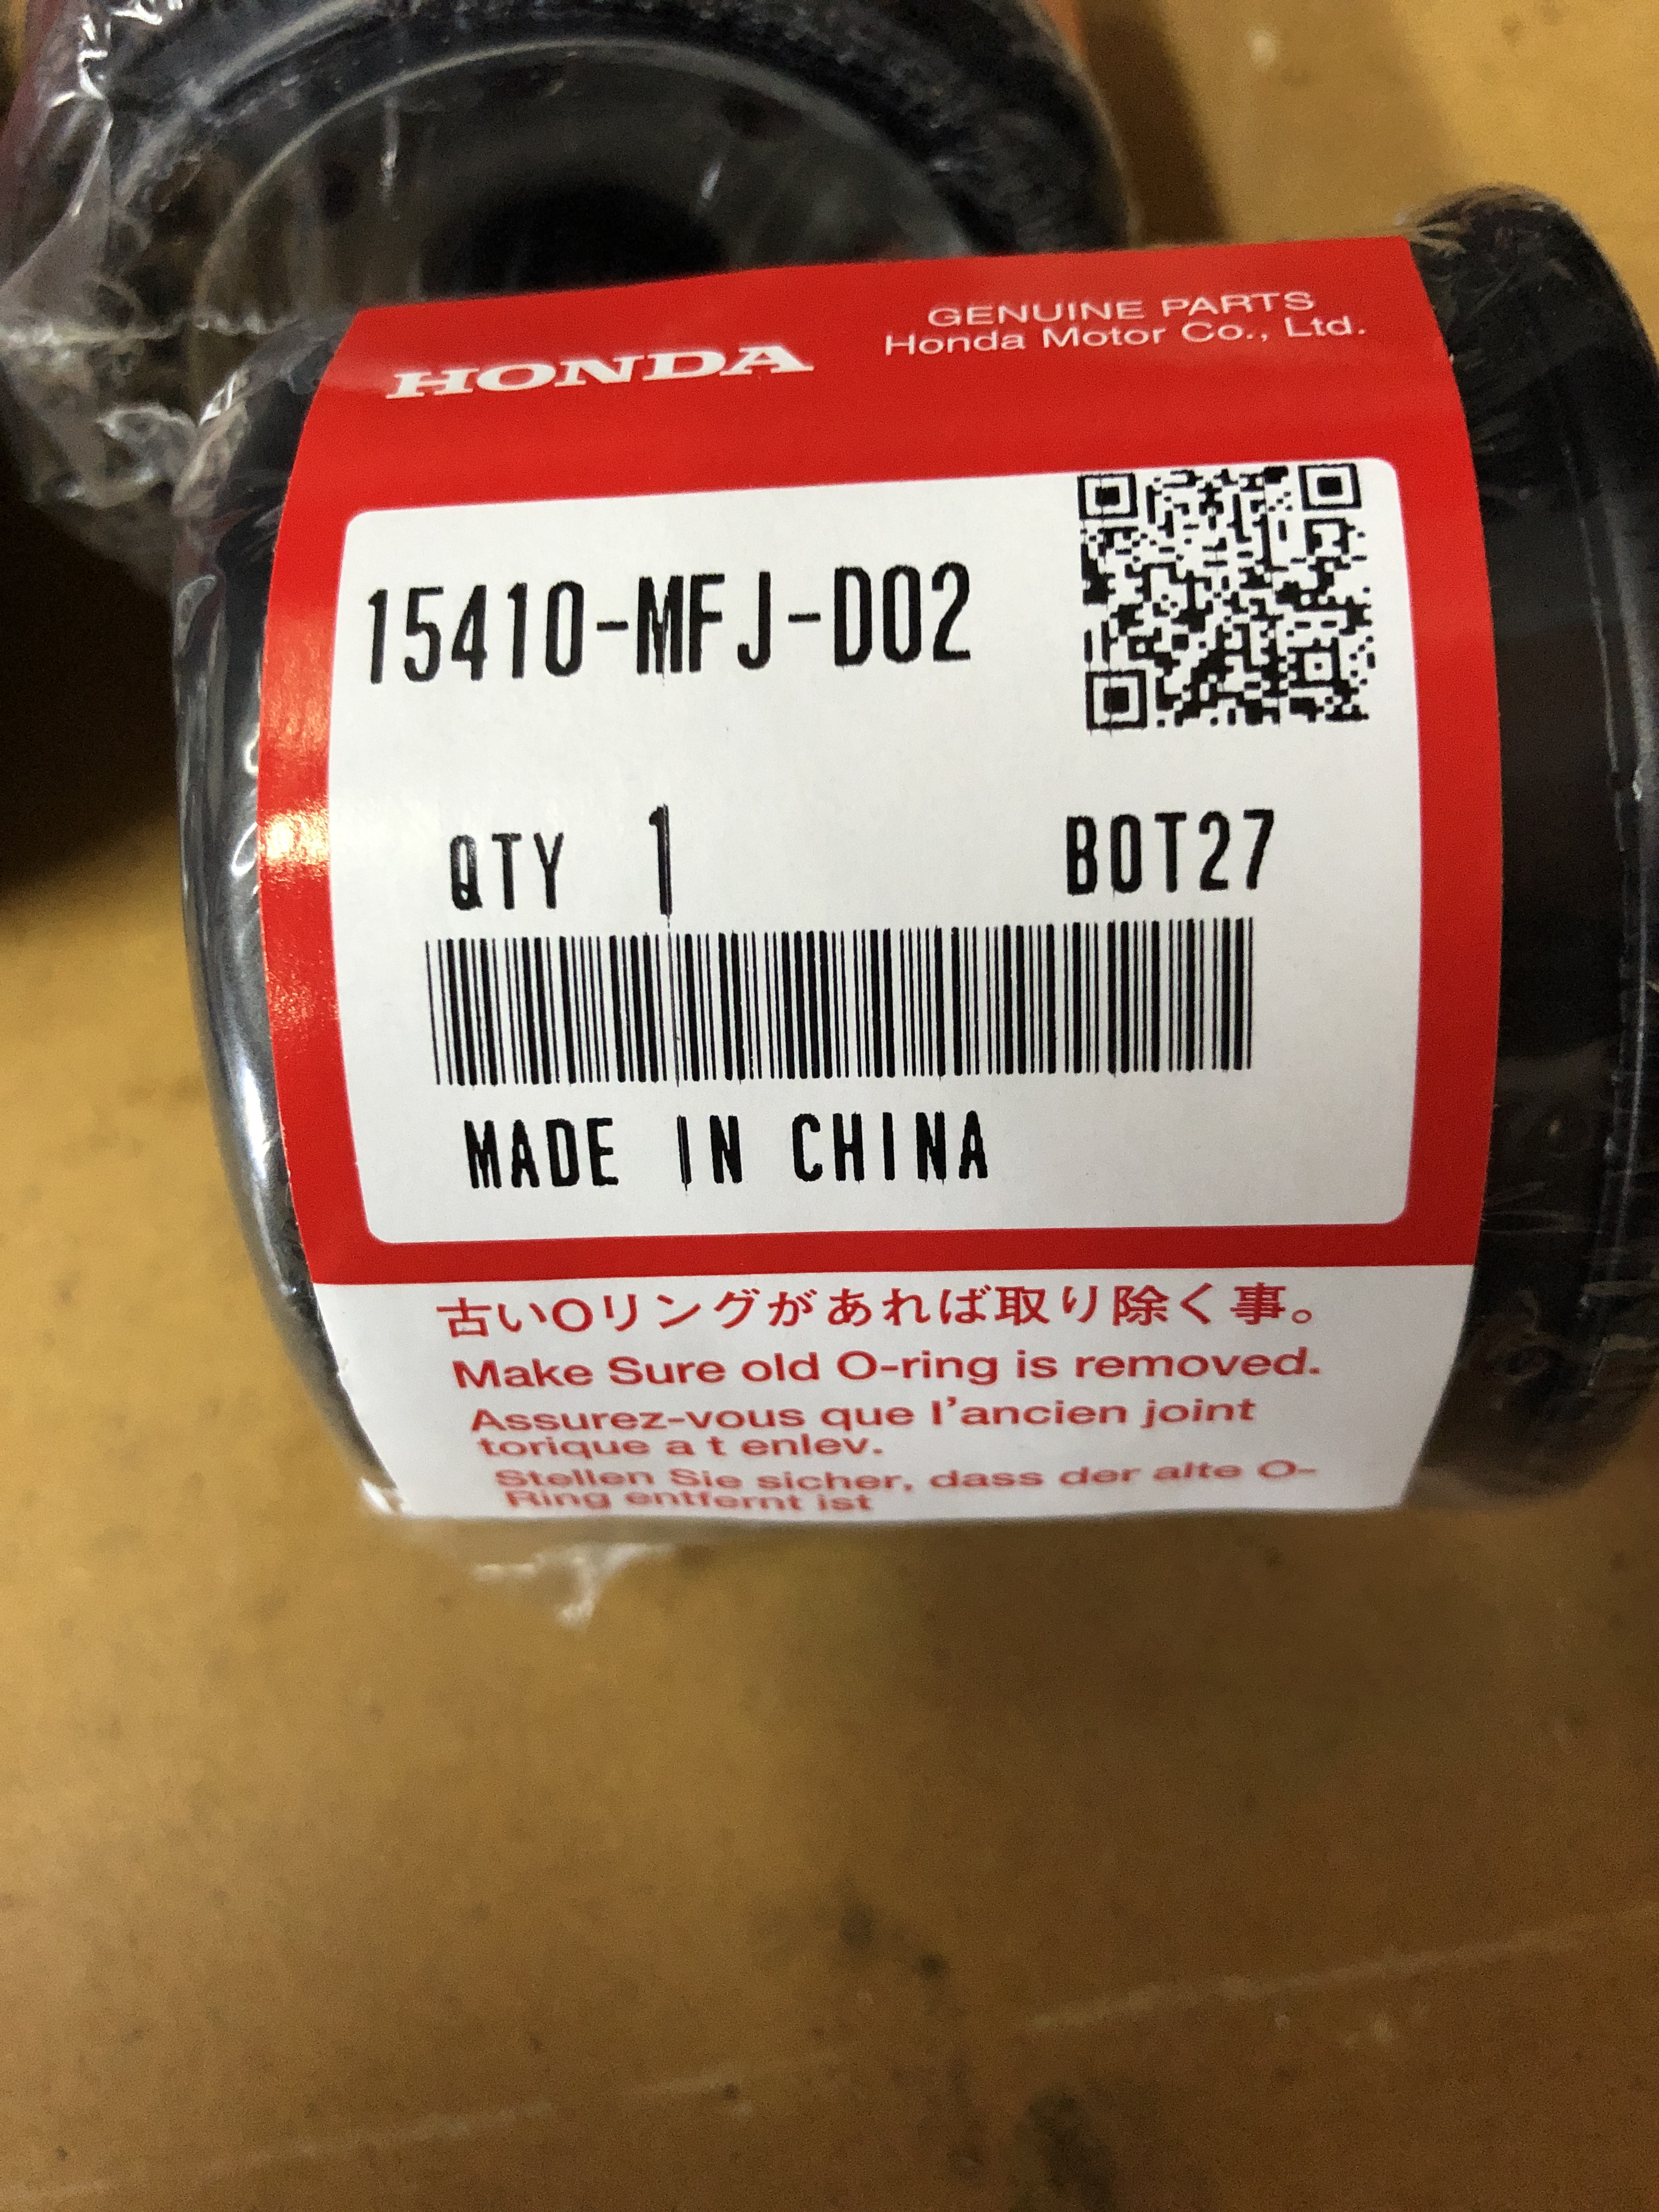 HONDA
GENUINE PARTS
Honda Motor Co., Ltd.
15410-MFJ-D02
QTY 1 BOT27
MADE IN CHINA
古いOリングがあれば取り除く事。
Make Sure old O-ring is removed.
Assurez-vous que l'ancien joint
torique a t enlev.
Stellen Sie sicher, dass der alte O-
Ring entfernt ist